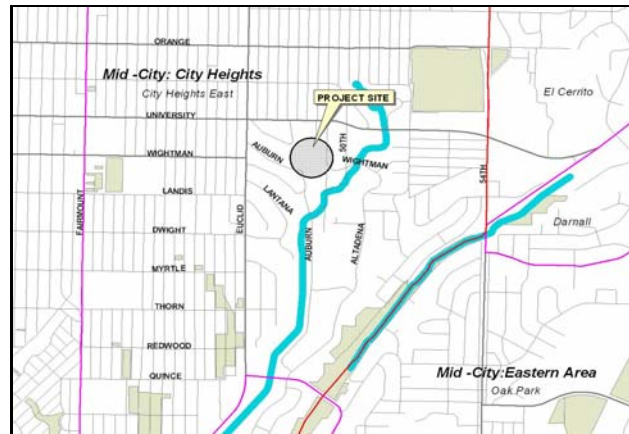 ORANGE
Mid -City: City Heights
City Heights East
PROJECT SITE
El Cerrito
UNIVERSITY
50TH
AUBURN
WIGHTMAN
WIGHTMAN
54TH
LANDIS
LANTANA
FAIRMOUNT
EUCLID
DWIGHT
AUBURN
ALTADENA
Darnall
MYRTLE
THORN
REDWOOD
QUINCE
Mid -City:Eastern Area
Oak Park